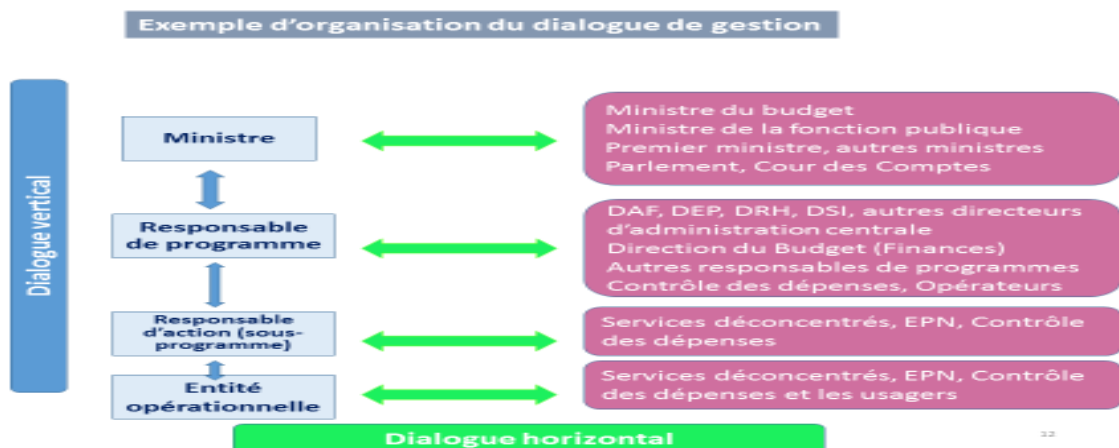 Exemple d'organisation du dialogue de gestion
Dialogue vertical
Ministre
Ministre du budget
Ministre de la fonction publique
Premier ministre, autres ministres
Parlement, Cour des Comptes
Responsable
de programme
DAF, DEP, DRH, DSI, autres directeurs
d'administration centrale
Direction du Budget (Finances)
Autres responsables de programmes
Contrôle des dépenses, Opérateurs
Responsable
d'action (sous-
programme)
Services déconcentrés, EPN, Contrôle
des dépenses
Entité
opérationnelle
Services déconcentrés, EPN, Contrôle
des dépenses et les usagers
Dialogue horizontal
12